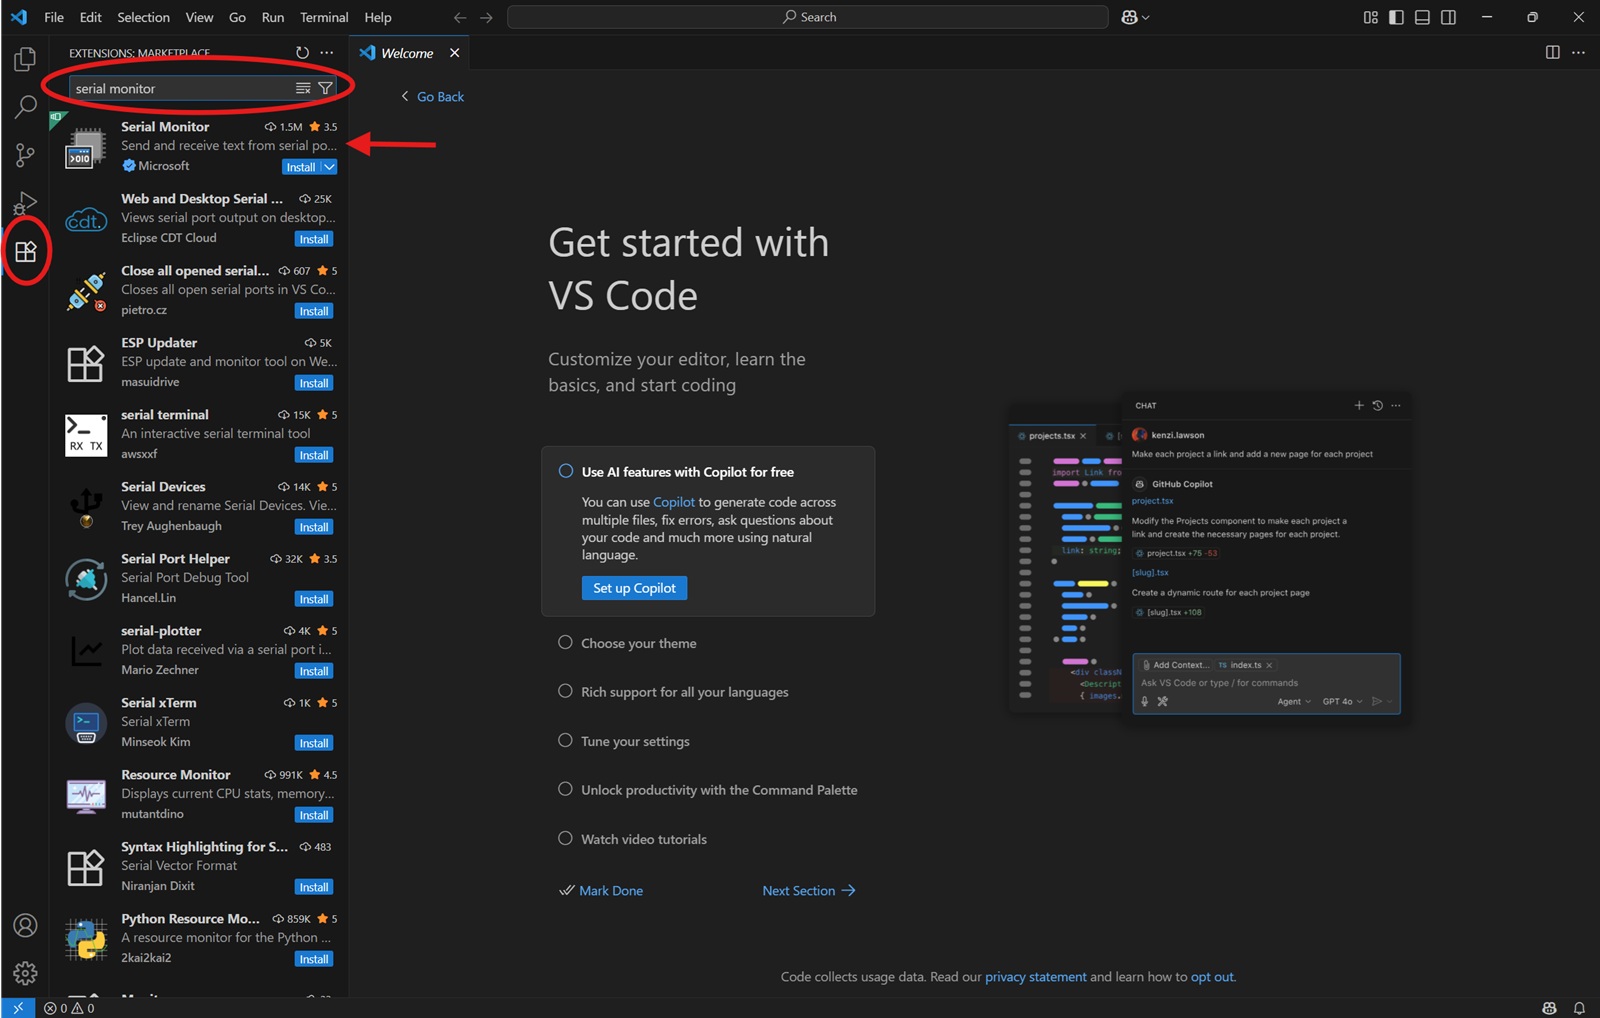 File Edit Selection View Go Run Terminal Help
Search
EXTENSIONS: MARKETPLACE
Welcome
serial monitor
Go Back
Serial Monitor 1.5M 3.5
Send and receive text from serial po...
>010
Microsoft
Install
Web and Desktop Serial ... 25K
Views serial port output on desktop...
cdt.
Eclipse CDT Cloud
Install
Close all opened serial... 607 5
Closes all open serial ports in VS Co...
pietro.cz
Install
ESP Updater 5K
ESP update and monitor tool on We...
masuidrive
Install
serial terminal 15K 5
An interactive serial terminal tool
RX TX
awsxxf
Install
Serial Devices 14K 5
View and rename Serial Devices. Vie...
Trey Aughenbaugh
Install
Serial Port Helper 32K 3.5
Serial Port Debug Tool
Hancel.Lin
Install
serial-plotter 4K 5
Plot data received via a serial port i...
Mario Zechner
Install
Serial xTerm 1K 5
Serial xTerm
Minseok Kim
Install
Resource Monitor 991K 4.5
Displays current CPU stats, memory...
mutantdino
Install
Syntax Highlighting for S... 483
Serial Vector Format
Niranjan Dixit
Install
Python Resource Mo... 859K 5
A resource monitor for the Python ...
2kai2kai2
Install
Get started with
VS Code
Customize your editor, learn the
basics, and start coding
Use AI features with Copilot for free
You can use Copilot to generate code across
multiple files, fix errors, ask questions about
your code and much more using natural
language.
Set up Copilot
Choose your theme
Rich support for all your languages
Tune your settings
Unlock productivity with the Command Palette
Watch video tutorials
Mark Done
Next Section
projects.tsx
import Link fro
link: string;
<div classN
<Descript
{ images.
CHAT
kenzi.lawson
Make each project a link and add a new page for each project
GitHub Copilot
project.tsx
Modify the Projects component to make each project a
link and create the necessary pages for each project.
project.tsx +75 -53
[slug].tsx
Create a dynamic route for each project page
[slug].tsx +108
Add Context... TS index.ts
Ask VS Code or type / for commands
Agent GPT 4o
Code collects usage data. Read our privacy statement and learn how to opt out.
0 0